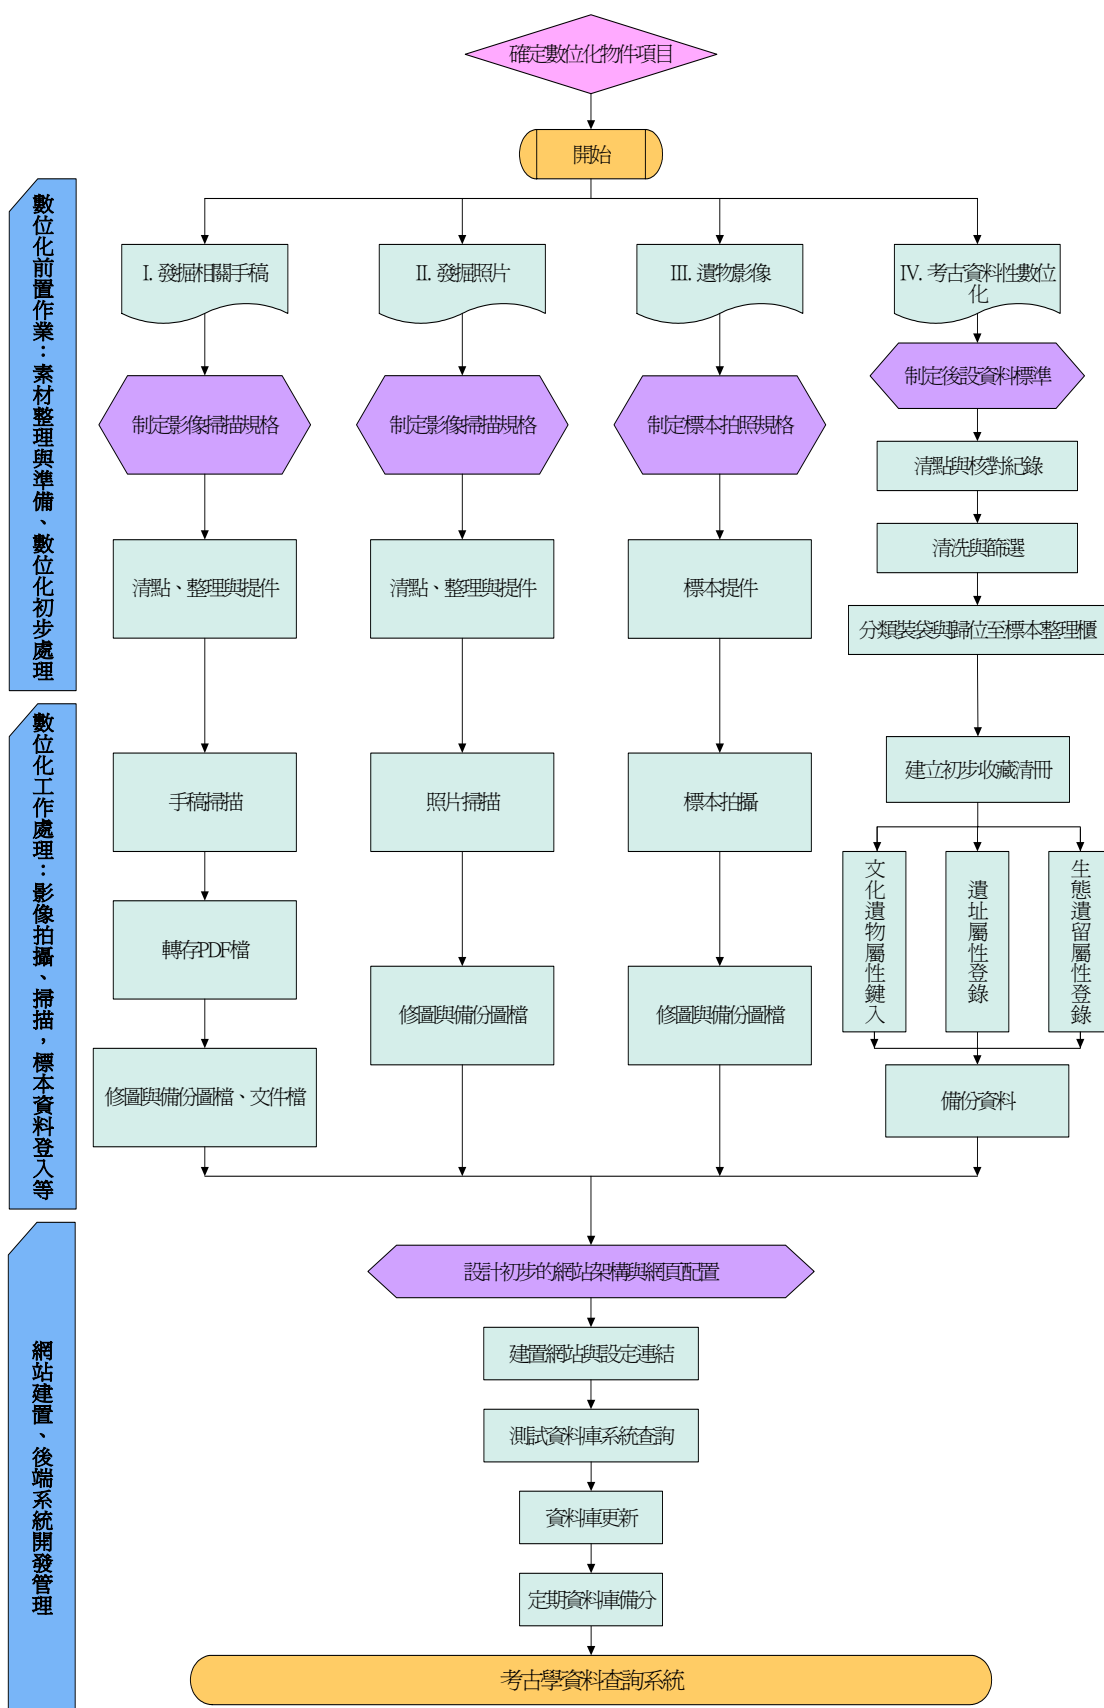 確定數位化物件項目
開始
數位化前置作業：素材整理與準備、數位化初步處理
I. 發掘相關手稿
II. 發掘照片
III. 遺物影像
IV. 考古資料性數位
化
制定影像掃描規格
制定影像掃描規格
制定標本拍照規格
制定後設資料標準
清點與核對紀錄
清洗與篩選
清點、整理與提件
清點、整理與提件
標本提件
分類裝袋與歸位至標本整理櫃
數位化工作處理：影像拍攝、掃描，標本資料登入等
手稿掃描
照片掃描
標本拍攝
建立初步收藏清冊
文化遺物屬性鍵入
遺址屬性登錄
生態遺留屬性登錄
轉存PDF檔
修圖與備份圖檔
修圖與備份圖檔
修圖與備份圖檔、文件檔
備份資料
網站建置、後端系統開發管理
設計初步的網站架構與網頁配置
建置網站與設定連結
測試資料庫系統查詢
資料庫更新
定期資料庫備分
考古學資料查詢系統